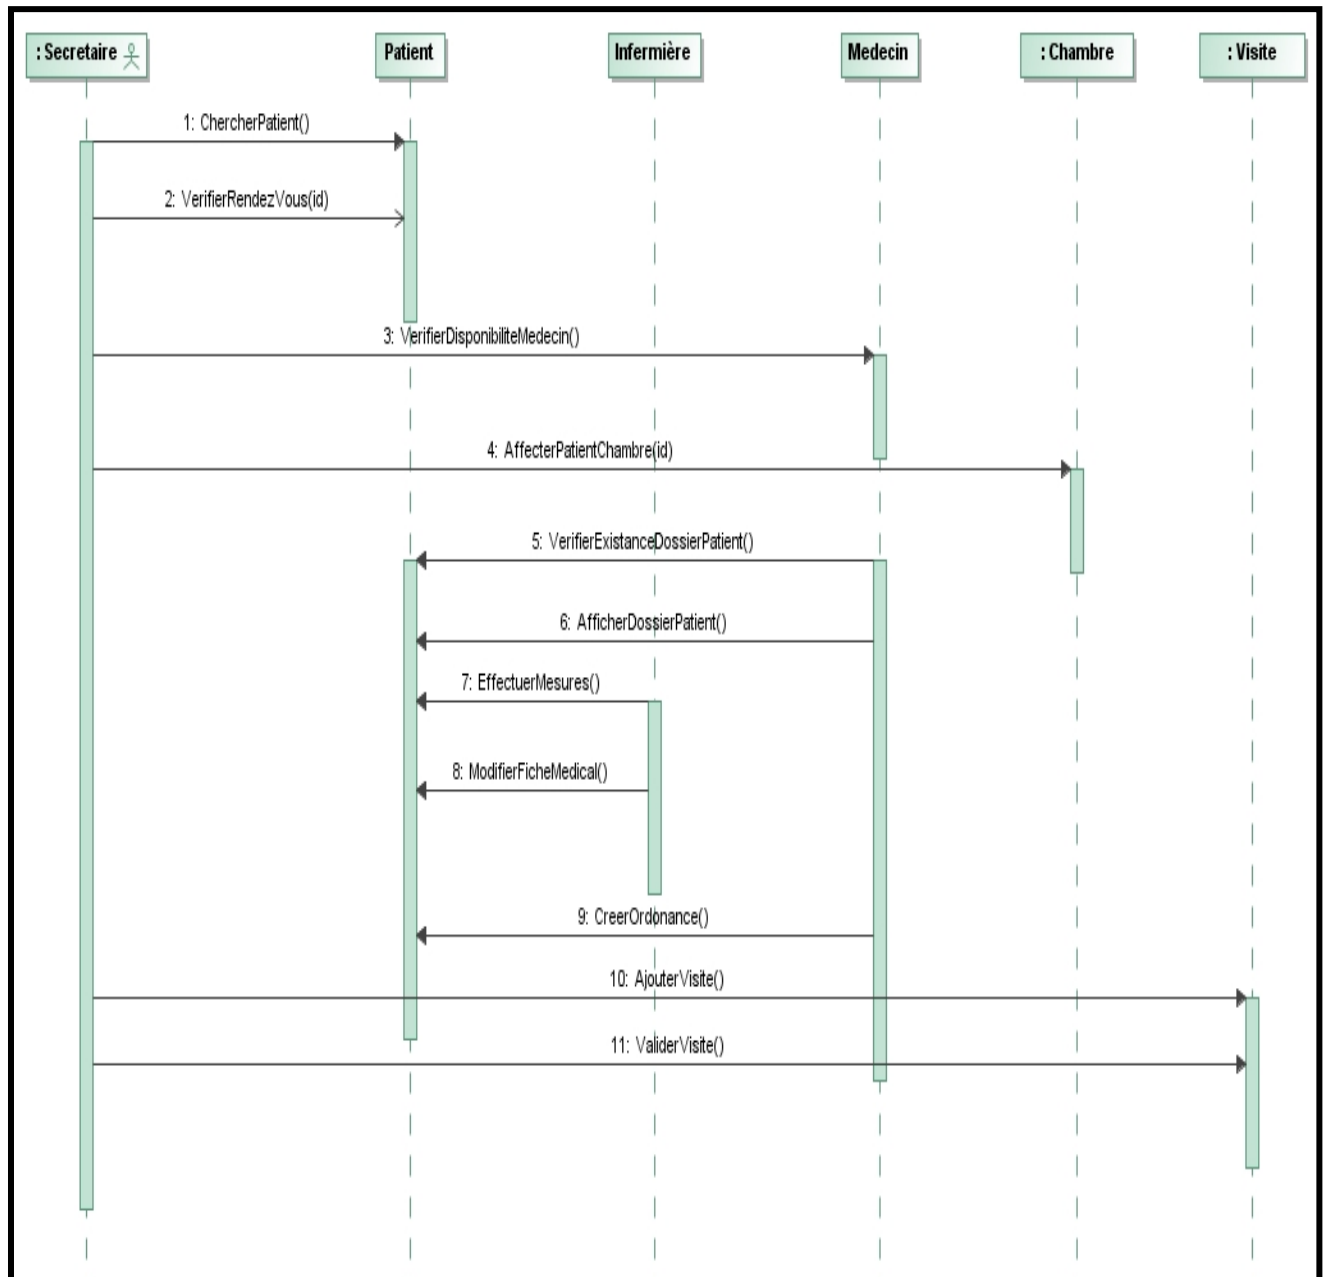 : Secretaire
Patient
Infermière
Medecin
: Chambre
: Visite
1: ChercherPatient()
2: VerifierRendezVous(id)
3: VerifierDisponibiliteMedecin()
4: AffecterPatientChambre(id)
5: VerifierExistanceDossierPatient()
6: AfficherDossierPatient()
7: EffectuerMesures()
8: ModifierFicheMedical()
9: CreerOrdonance()
10: AjouterVisite()
11: ValiderVisite()